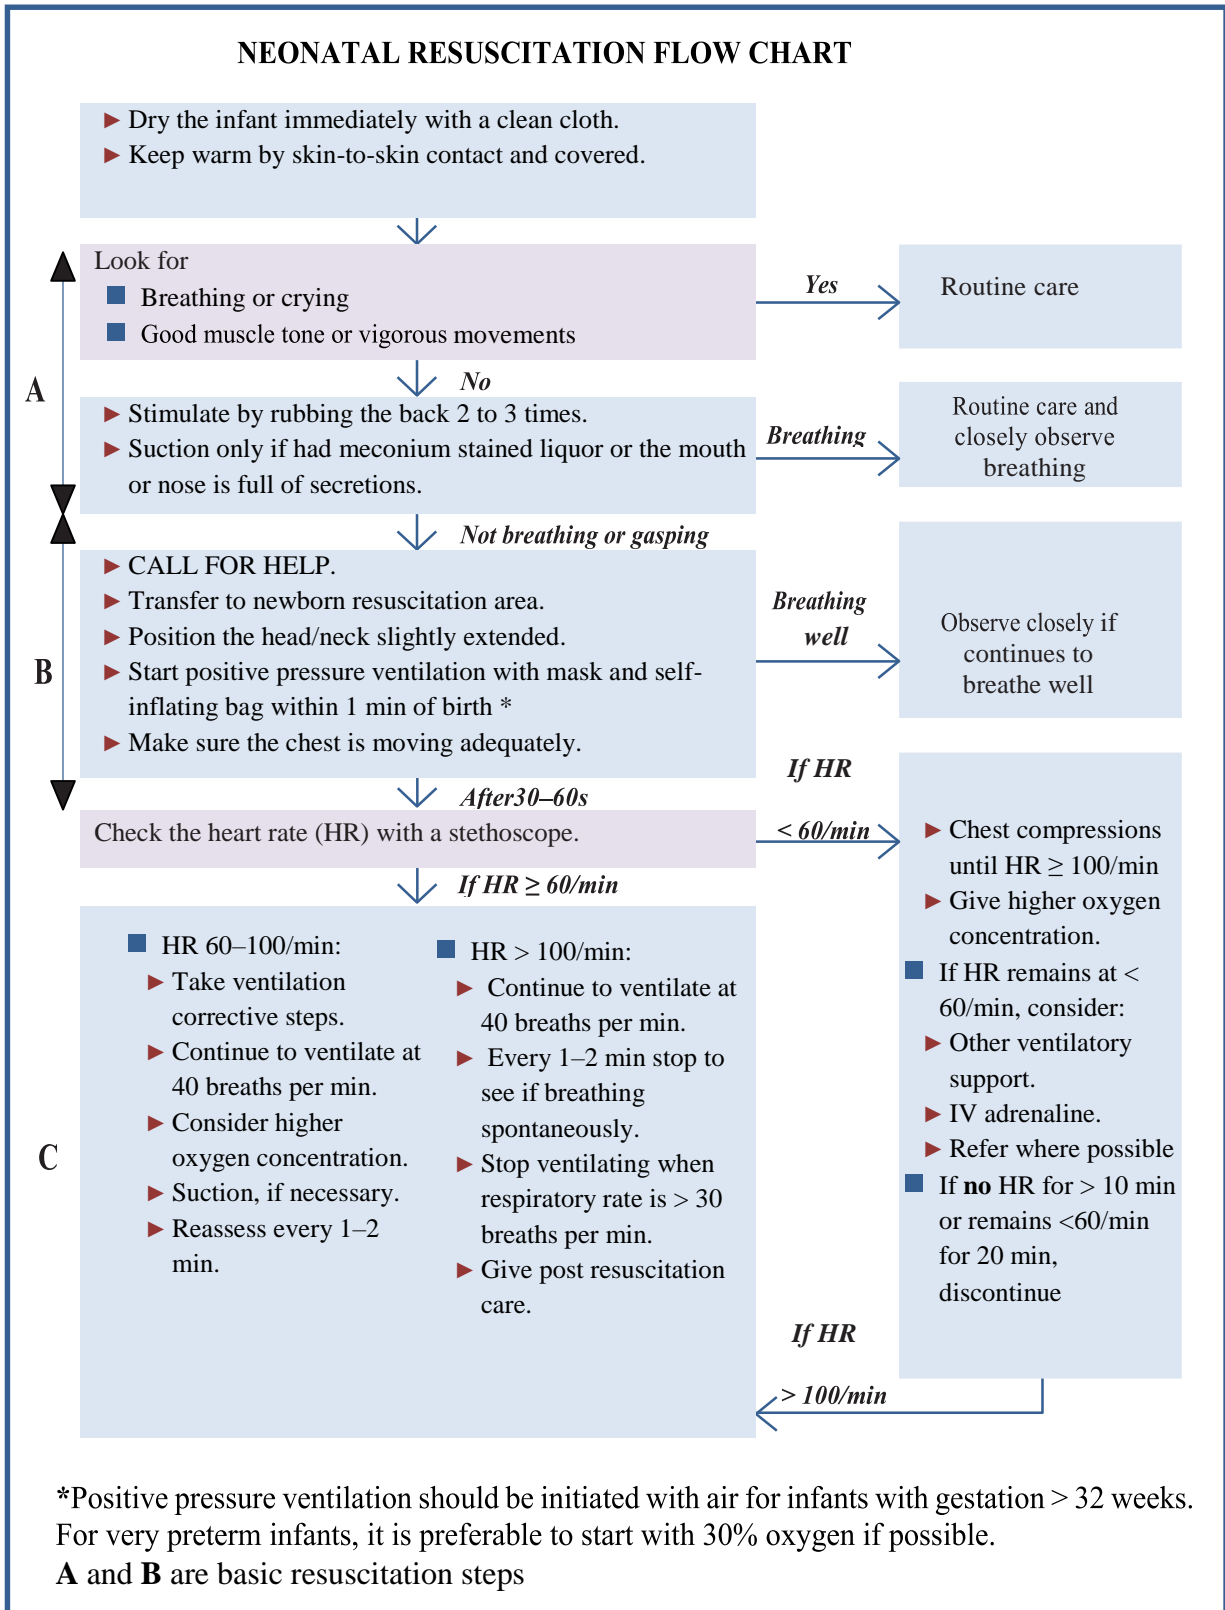 NEONATAL RESUSCITATION FLOW CHART
► Dry the infant immediately with a clean cloth.
► Keep warm by skin-to-skin contact and covered.
Look for
■ Breathing or crying
■ Good muscle tone or vigorous movements
Yes
Routine care
A
No
► Stimulate by rubbing the back 2 to 3 times.
► Suction only if had meconium stained liquor or the mouth
or nose is full of secretions.
Breathing
Routine care and
closely observe
breathing
Not breathing or gasping
B
► CALL FOR HELP.
► Transfer to newborn resuscitation area.
► Position the head/neck slightly extended.
► Start positive pressure ventilation with mask and self-
inflating bag within 1 min of birth *
► Make sure the chest is moving adequately.
Breathing
well
Observe closely if
continues to
breathe well
After30–60s
Check the heart rate (HR) with a stethoscope.
If HR
< 60/min
► Chest compressions
until HR ≥ 100/min
► Give higher oxygen
concentration.
■ If HR remains at <
60/min, consider:
► Other ventilatory
support.
► IV adrenaline.
► Refer where possible
■ If no HR for > 10 min
or remains <60/min
for 20 min,
discontinue
If HR ≥ 60/min
C
■ HR 60–100/min:
► Take ventilation
corrective steps.
► Continue to ventilate at
40 breaths per min.
► Consider higher
oxygen concentration.
► Suction, if necessary.
► Reassess every 1–2
min.
■ HR > 100/min:
► Continue to ventilate at
40 breaths per min.
► Every 1–2 min stop to
see if breathing
spontaneously.
► Stop ventilating when
respiratory rate is > 30
breaths per min.
► Give post resuscitation
care.
If HR
> 100/min
*Positive pressure ventilation should be initiated with air for infants with gestation > 32 weeks.
For very preterm infants, it is preferable to start with 30% oxygen if possible.
A and B are basic resuscitation steps